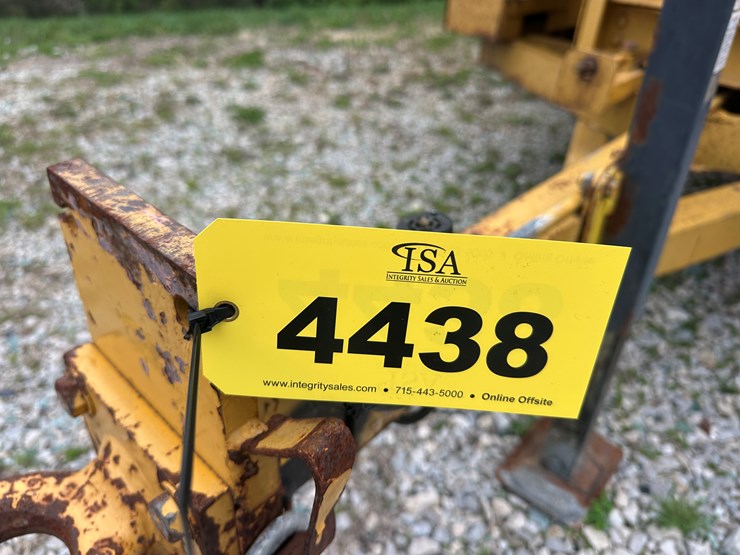 ISA
INTEGRITY SALES & AUCTION
4438
www.integritysales.com • 715-443-5000 • Online Offsite